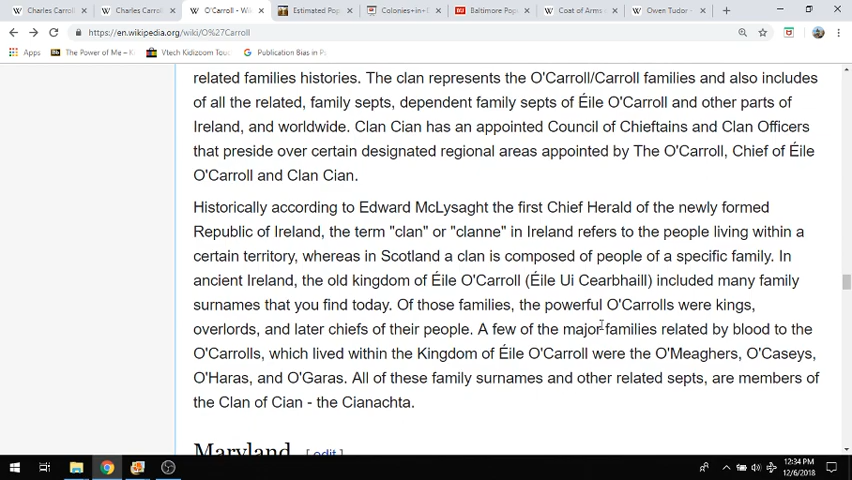 Charles Carroll
Charles Carroll
O'Carroll - Wi
Estimated Pop
Colonies+in+B
Baltimore Pop
Coat of Arms
Owen Tudor -
https://en.wikipedia.org/wiki/O%27Carroll
Apps
The Power of Me – K
Vtech Kidizoom Touc
Publication Bias in P
related families histories. The clan represents the O'Carroll/Carroll families and also includes
of all the related, family septs, dependent family septs of Éile O'Carroll and other parts of
Ireland, and worldwide. Clan Cian has an appointed Council of Chieftains and Clan Officers
that preside over certain designated regional areas appointed by The O'Carroll, Chief of Éile
O'Carroll and Clan Cian.
Historically according to Edward McLysaght the first Chief Herald of the newly formed
Republic of Ireland, the term "clan" or "clanne" in Ireland refers to the people living within a
certain territory, whereas in Scotland a clan is composed of people of a specific family. In
ancient Ireland, the old kingdom of Éile O'Carroll (Éile Ui Cearbhaill) included many family
surnames that you find today. Of those families, the powerful O'Carrolls were kings,
overlords, and later chiefs of their people. A few of the major families related by blood to the
O'Carrolls, which lived within the Kingdom of Éile O'Carroll were the O'Meaghers, O'Caseys,
O'Haras, and O'Garas. All of these family surnames and other related septs, are members of
the Clan of Cian - the Cianachta.
Maryland [ edit ]
12:34 PM
12/6/2018